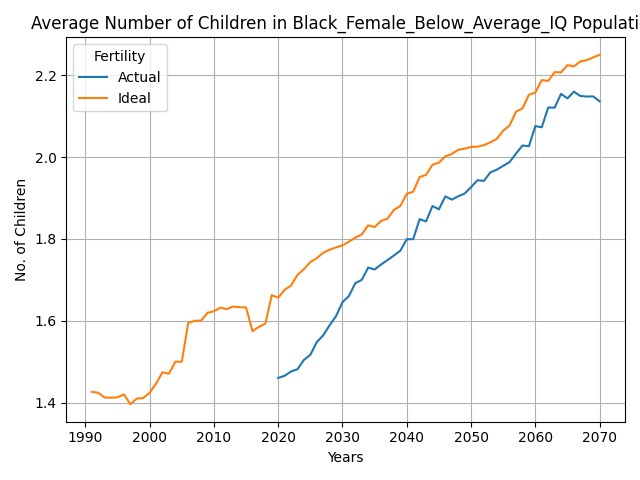 Average Number of Children in Black_Female_Below_Average_IQ Populati
Fertility
Actual
Ideal
No. of Children
2.2
2.0
1.8
1.6
1.4
1990 2000 2010 2020 2030 2040 2050 2060 2070
Years